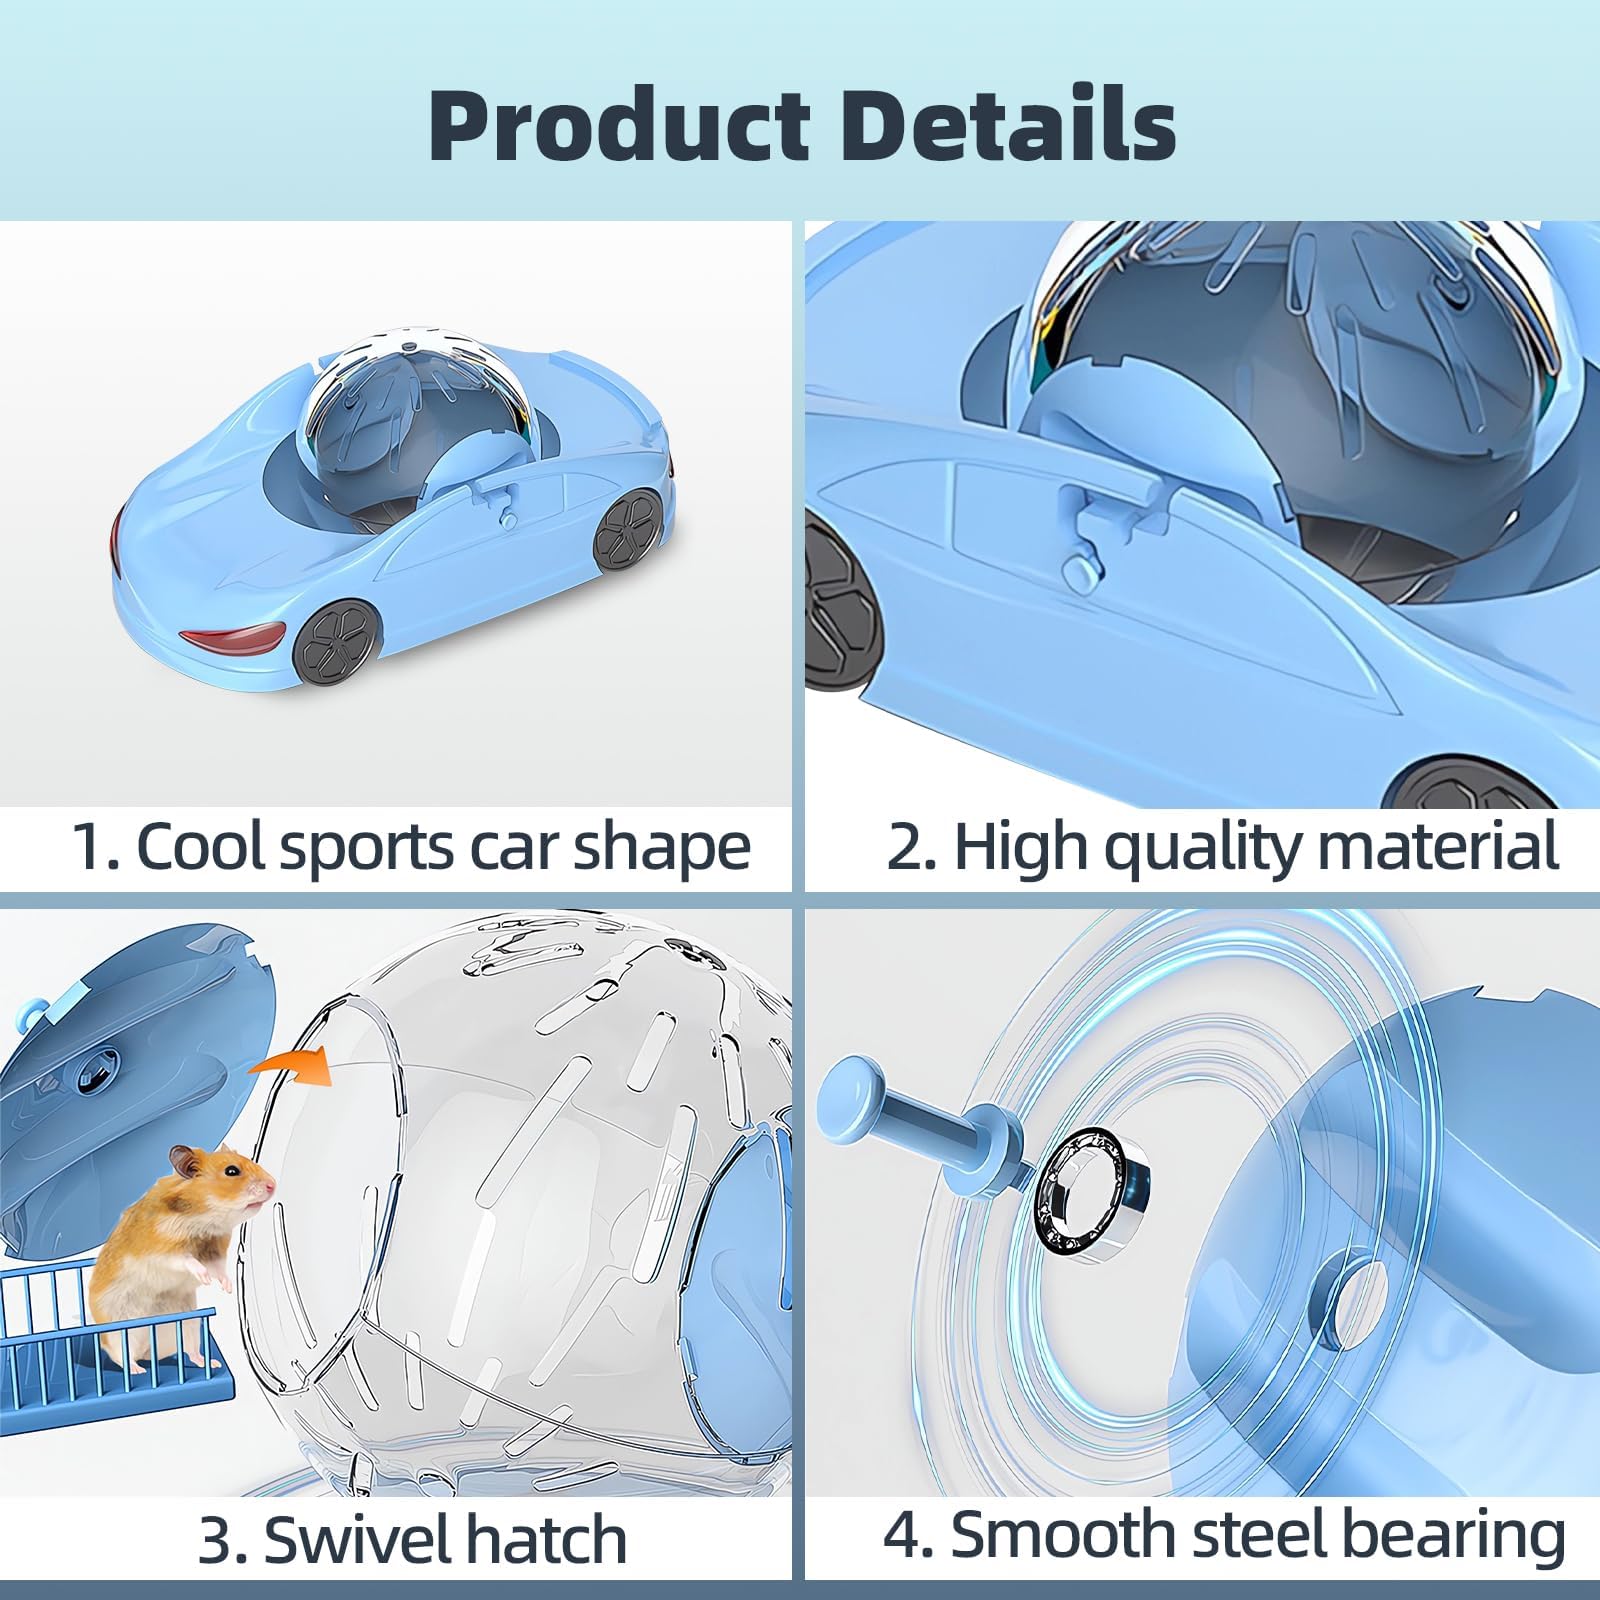 Product Details
1. Cool sports car shape
2. High quality material
3. Swivel hatch
4. Smooth steel bearing